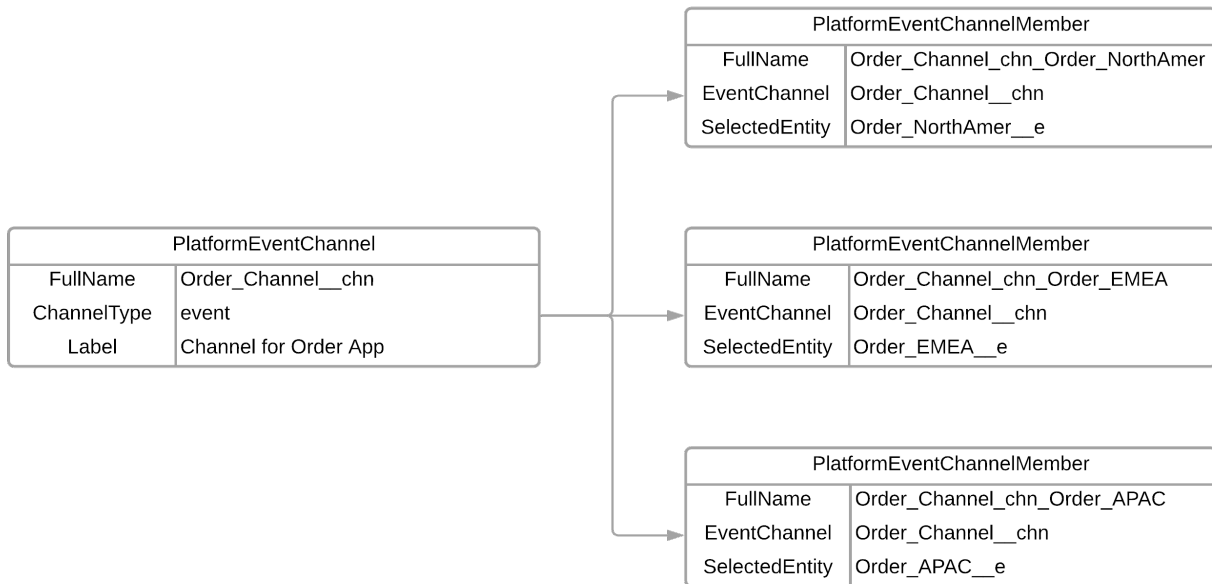 PlatformEventChannelMember
FullName Order_Channel_chn_Order_NorthAmer
EventChannel Order_Channel__chn
SelectedEntity Order_NorthAmer__e
PlatformEventChannel
FullName Order_Channel__chn
ChannelType event
Label Channel for Order App
PlatformEventChannelMember
FullName Order_Channel_chn_Order_EMEA
EventChannel Order_Channel__chn
SelectedEntity Order_EMEA__e
PlatformEventChannelMember
FullName Order_Channel_chn_Order_APAC
EventChannel Order_Channel__chn
SelectedEntity Order_APAC__e